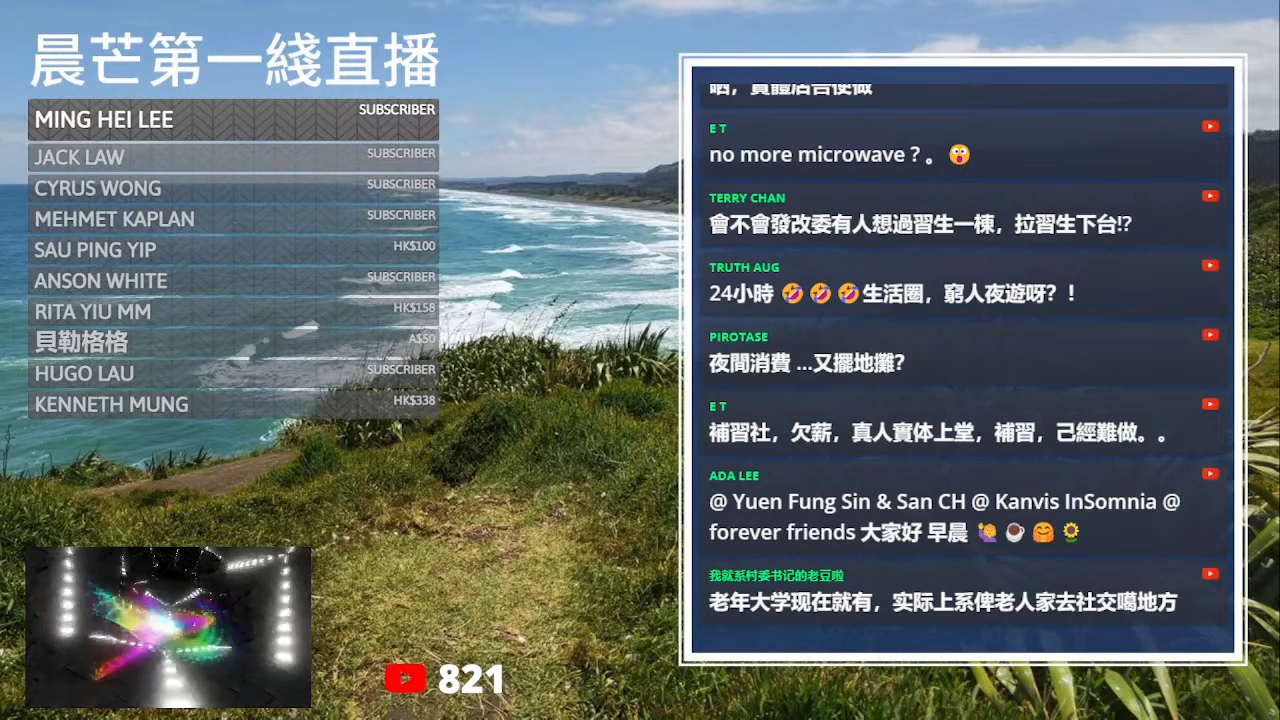 晨芒第一綫直播
MING HEI LEE SUBSCRIBER
JACK LAW SUBSCRIBER
CYRUS WONG SUBSCRIBER
MEHMET KAPLAN SUBSCRIBER
SAU PING YIP HK$100
ANSON WHITE SUBSCRIBER
RITA YIU MM HK$158
貝勒格格 A$50
HUGO LAU SUBSCRIBER
KENNETH MUNG HK$338
821
晒，實體店舌使做
E T
no more microwave ? 。 😲
TERRY CHAN
會不會發改委有人想過習生一棟，拉習生下台!?
TRUTH AUG
24小時 🤣 🤣 🤣 生活圈，窮人夜遊呀? !
PIROTASE
夜間消費 ...又擺地攤?
E T
補習社，欠薪，真人實体上堂，補習，己經難做。。
ADA LEE
@ Yuen Fung Sin & San CH @ Kanvis InSomnia @
forever friends 大家好 早晨 🙋 ☕ 🤗 🌻
我就系村委书记的老豆啦
老年大学现在就有，实际上系俾老人家去社交噶地方